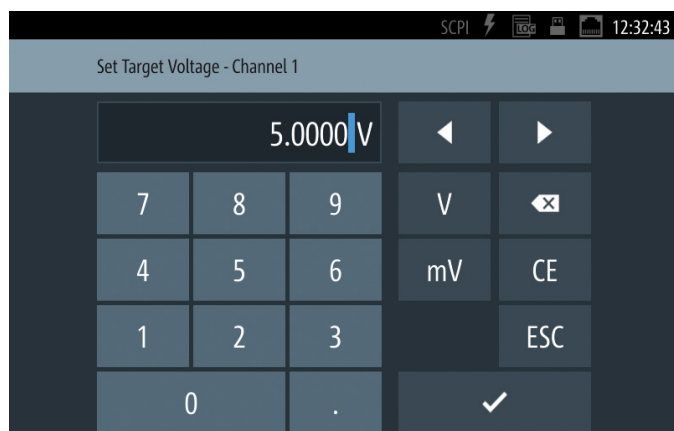 SCPI LOG 12:32:43
Set Target Voltage - Channel 1
5.0000 V
7 8 9 V
4 5 6 mV CE
1 2 3 ESC
0 .